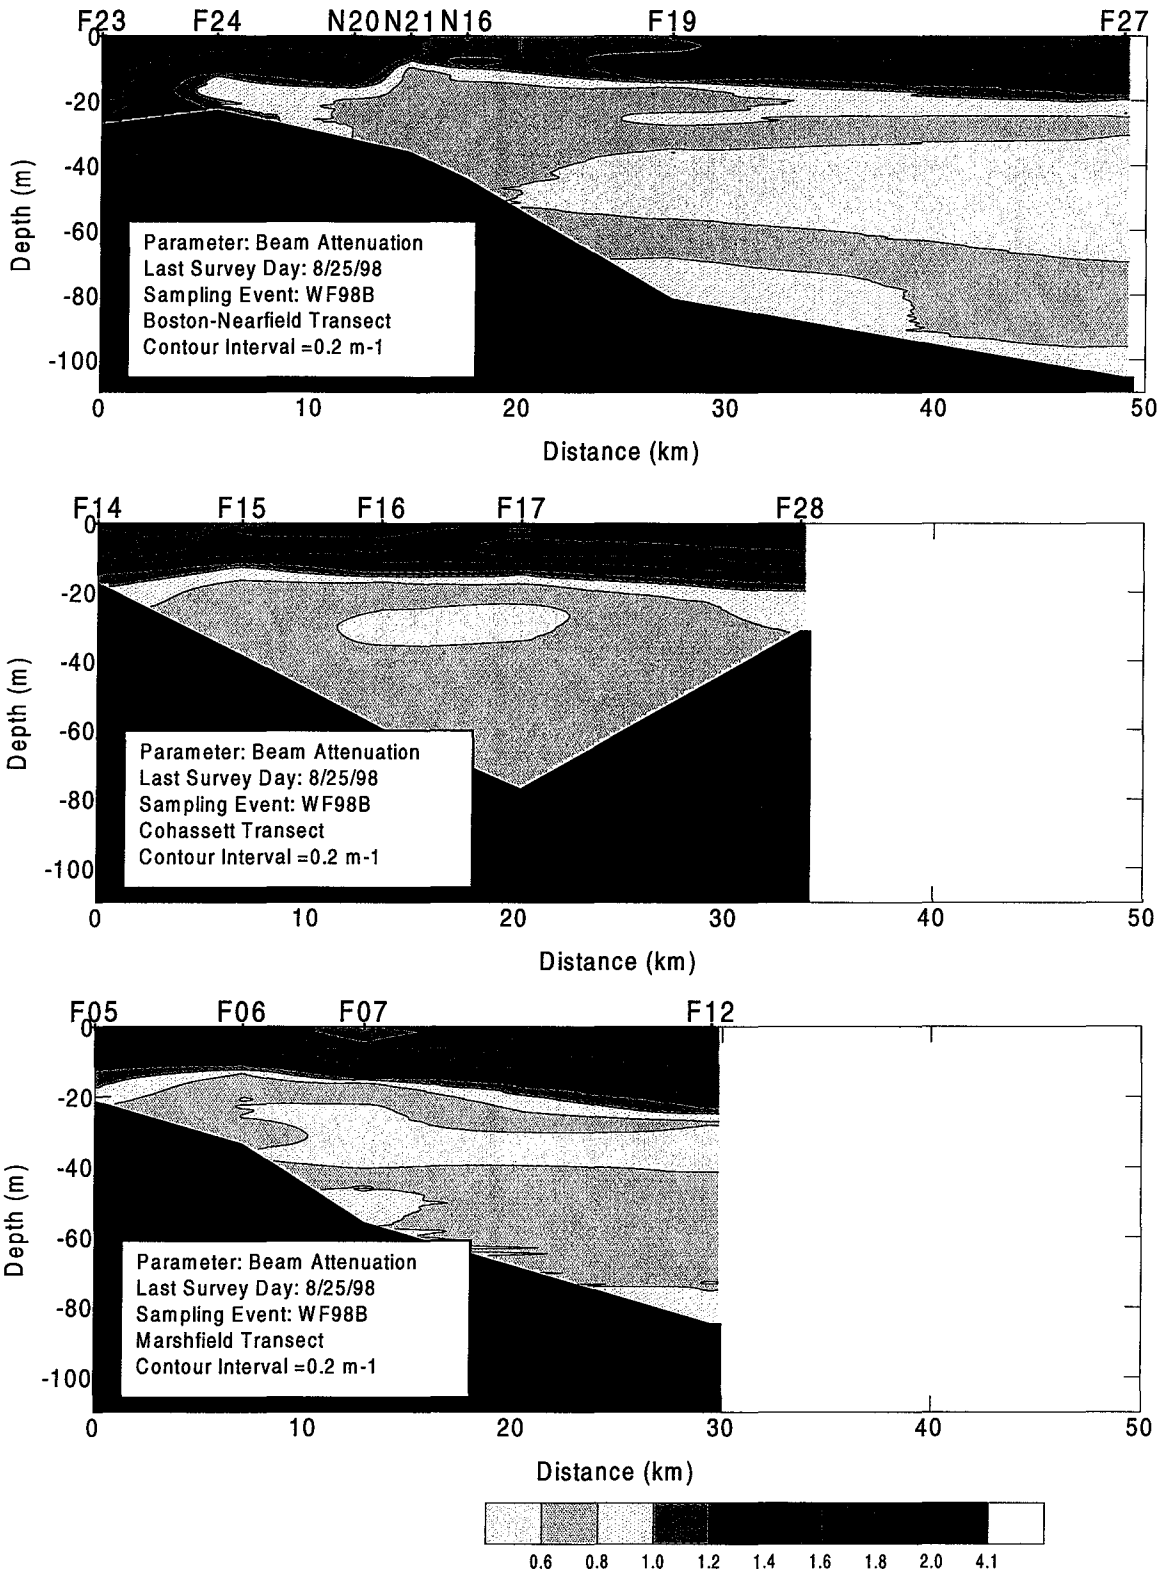 F23 F24 N20 N21 N16 F19 F27
0
-20
-40
-60
-80
-100
Depth (m)
Parameter: Beam Attenuation
Last Survey Day: 8/25/98
Sampling Event: WF98B
Boston-Nearfield Transect
Contour Interval =0.2 m-1
0 10 20 30 40 50
Distance (km)
F14 F15 F16 F17 F28
0
-20
-40
-60
-80
-100
Depth (m)
Parameter: Beam Attenuation
Last Survey Day: 8/25/98
Sampling Event: WF98B
Cohassett Transect
Contour Interval =0.2 m-1
0 10 20 30 40 50
Distance (km)
F05 F06 F07 F12
0
-20
-40
-60
-80
-100
Depth (m)
Parameter: Beam Attenuation
Last Survey Day: 8/25/98
Sampling Event: WF98B
Marshfield Transect
Contour Interval =0.2 m-1
0 10 20 30 40 50
Distance (km)
0.6 0.8 1.0 1.2 1.4 1.6 1.8 2.0 4.1